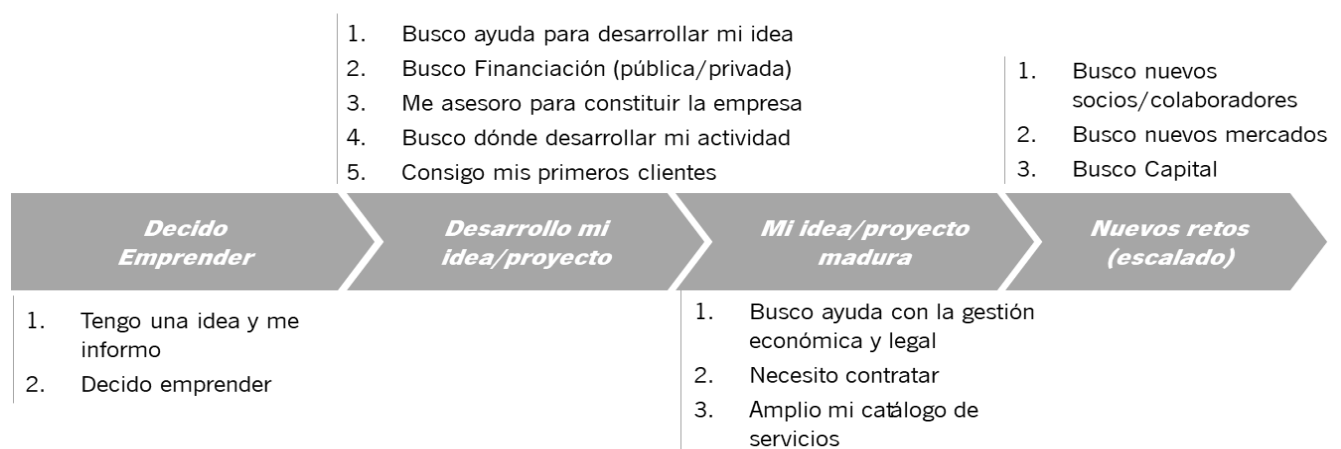 1. Busco ayuda para desarrollar mi idea
2. Busco Financiación (pública/privada)
3. Me asesoro para constituir la empresa
4. Busco dónde desarrollar mi actividad
5. Consigo mis primeros clientes
1. Busco nuevos
socios/colaboradores
2. Busco nuevos mercados
3. Busco Capital
Decido
Emprender
Desarrollo mi
idea/proyecto
Mi idea/proyecto
madura
Nuevos retos
(escalado)
1. Tengo una idea y me
informo
2. Decido emprender
1. Busco ayuda con la gestión
económica y legal
2. Necesito contratar
3. Amplio mi catálogo de
servicios